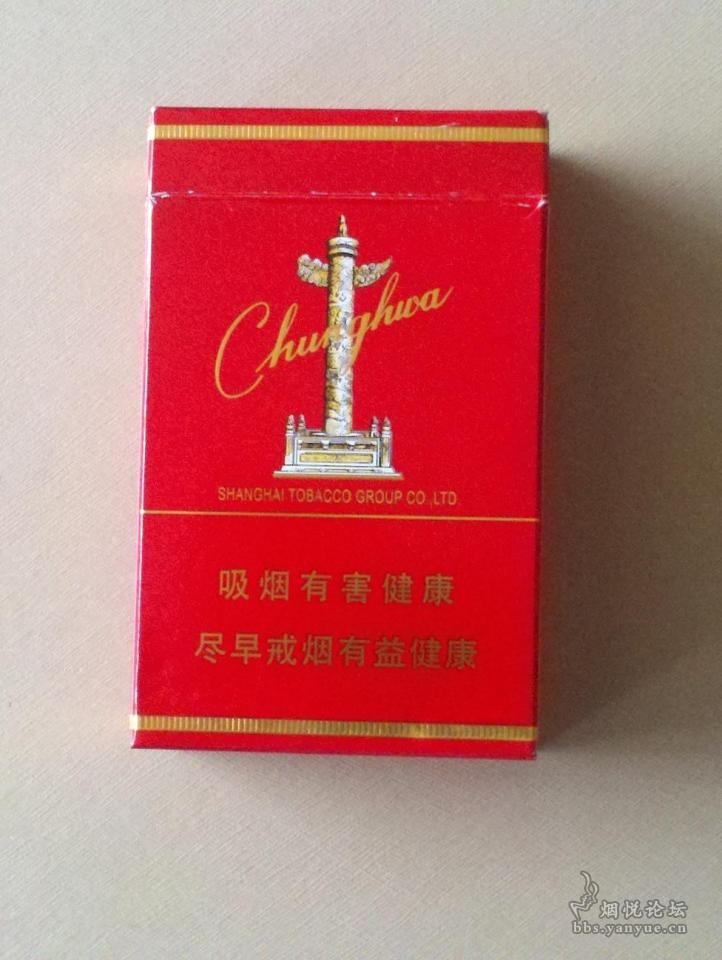 Chunghwa
SHANGHAI TOBACCO GROUP CO.,LTD.
吸烟有害健康
尽早戒烟有益健康
烟悦论坛
bbs.yanyue.cn